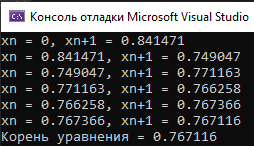 Консоль отладки Microsoft Visual Studio
xn = 0, xn+1 = 0.841471
xn = 0.841471, xn+1 = 0.749047
xn = 0.749047, xn+1 = 0.771163
xn = 0.771163, xn+1 = 0.766258
xn = 0.766258, xn+1 = 0.767366
xn = 0.767366, xn+1 = 0.767116
Корень уравнения = 0.767116